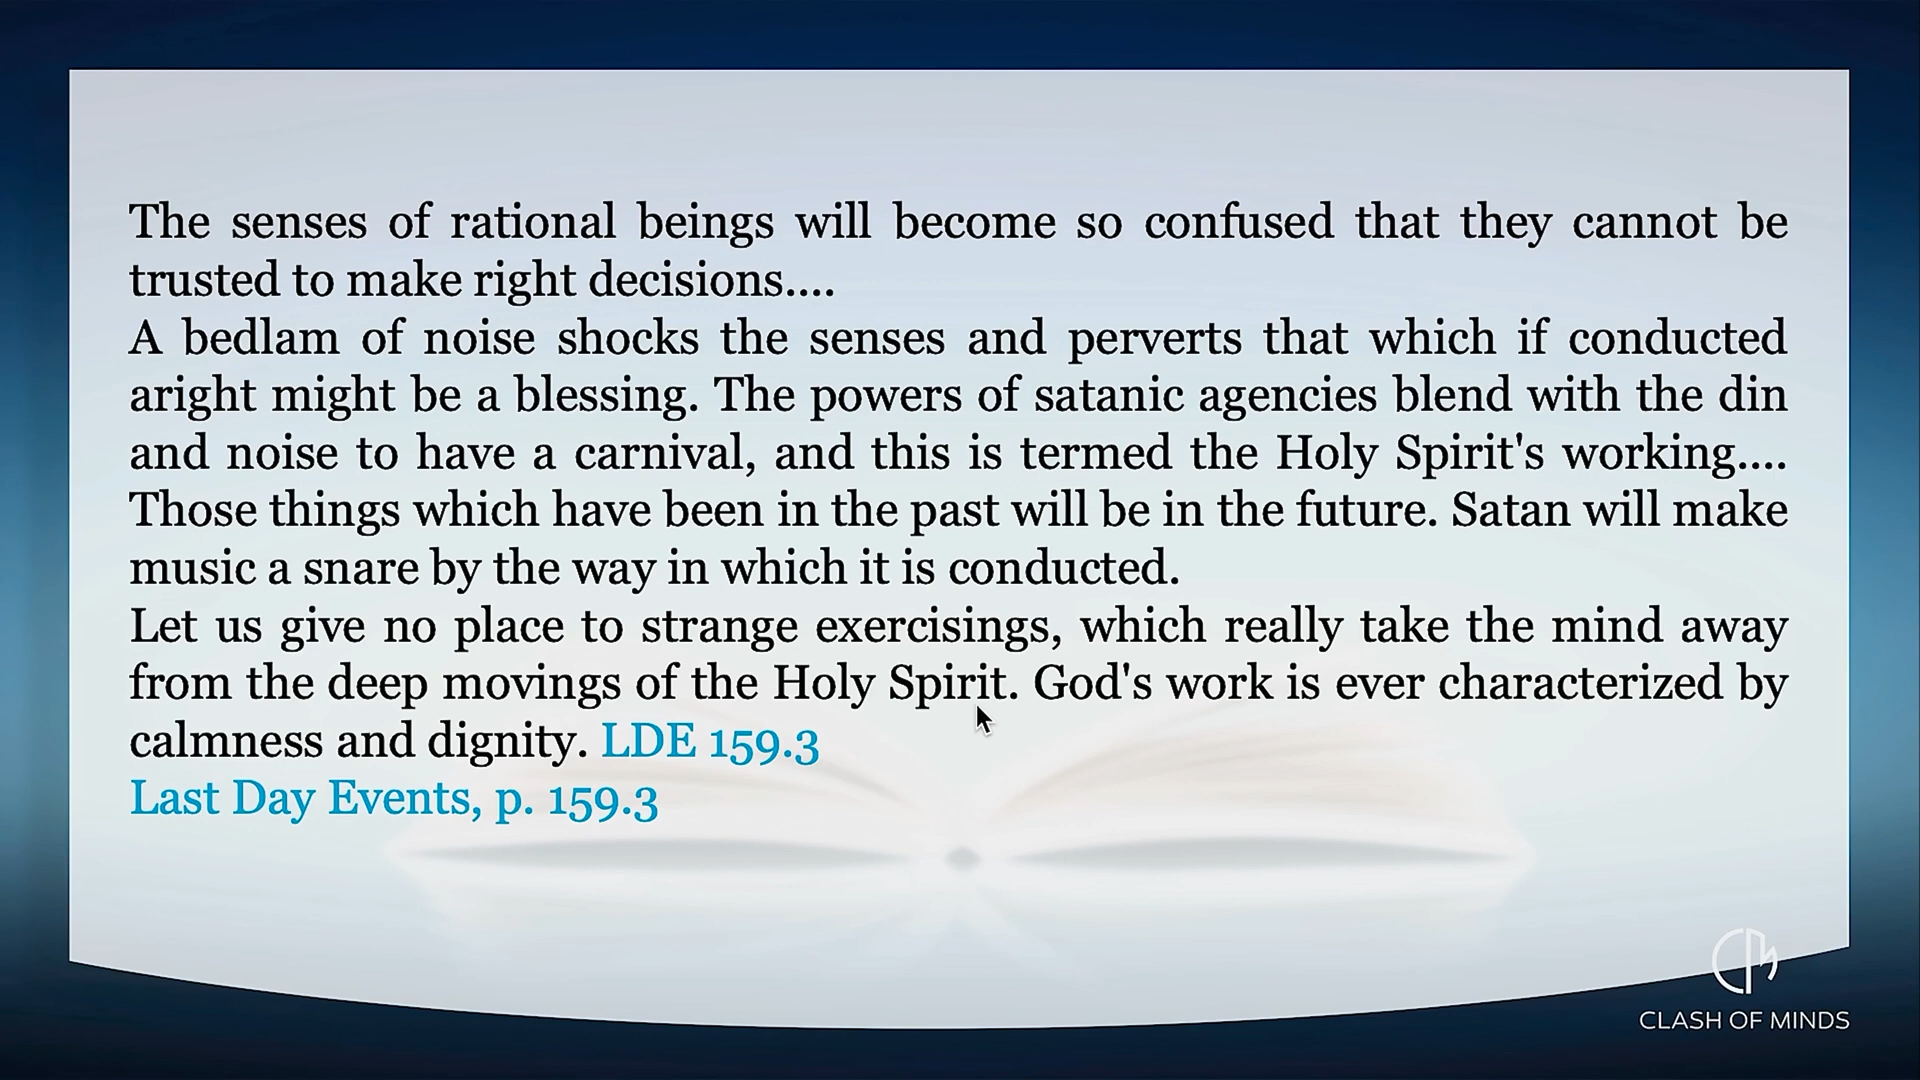 The senses of rational beings will become so confused that they cannot be
trusted to make right decisions....
A bedlam of noise shocks the senses and perverts that which if conducted
aright might be a blessing. The powers of satanic agencies blend with the din
and noise to have a carnival, and this is termed the Holy Spirit's working....
Those things which have been in the past will be in the future. Satan will make
music a snare by the way in which it is conducted.
Let us give no place to strange exercisings, which really take the mind away
from the deep movings of the Holy Spirit. God's work is ever characterized by
calmness and dignity. LDE 159.3
Last Day Events, p. 159.3
CLASH OF MINDS